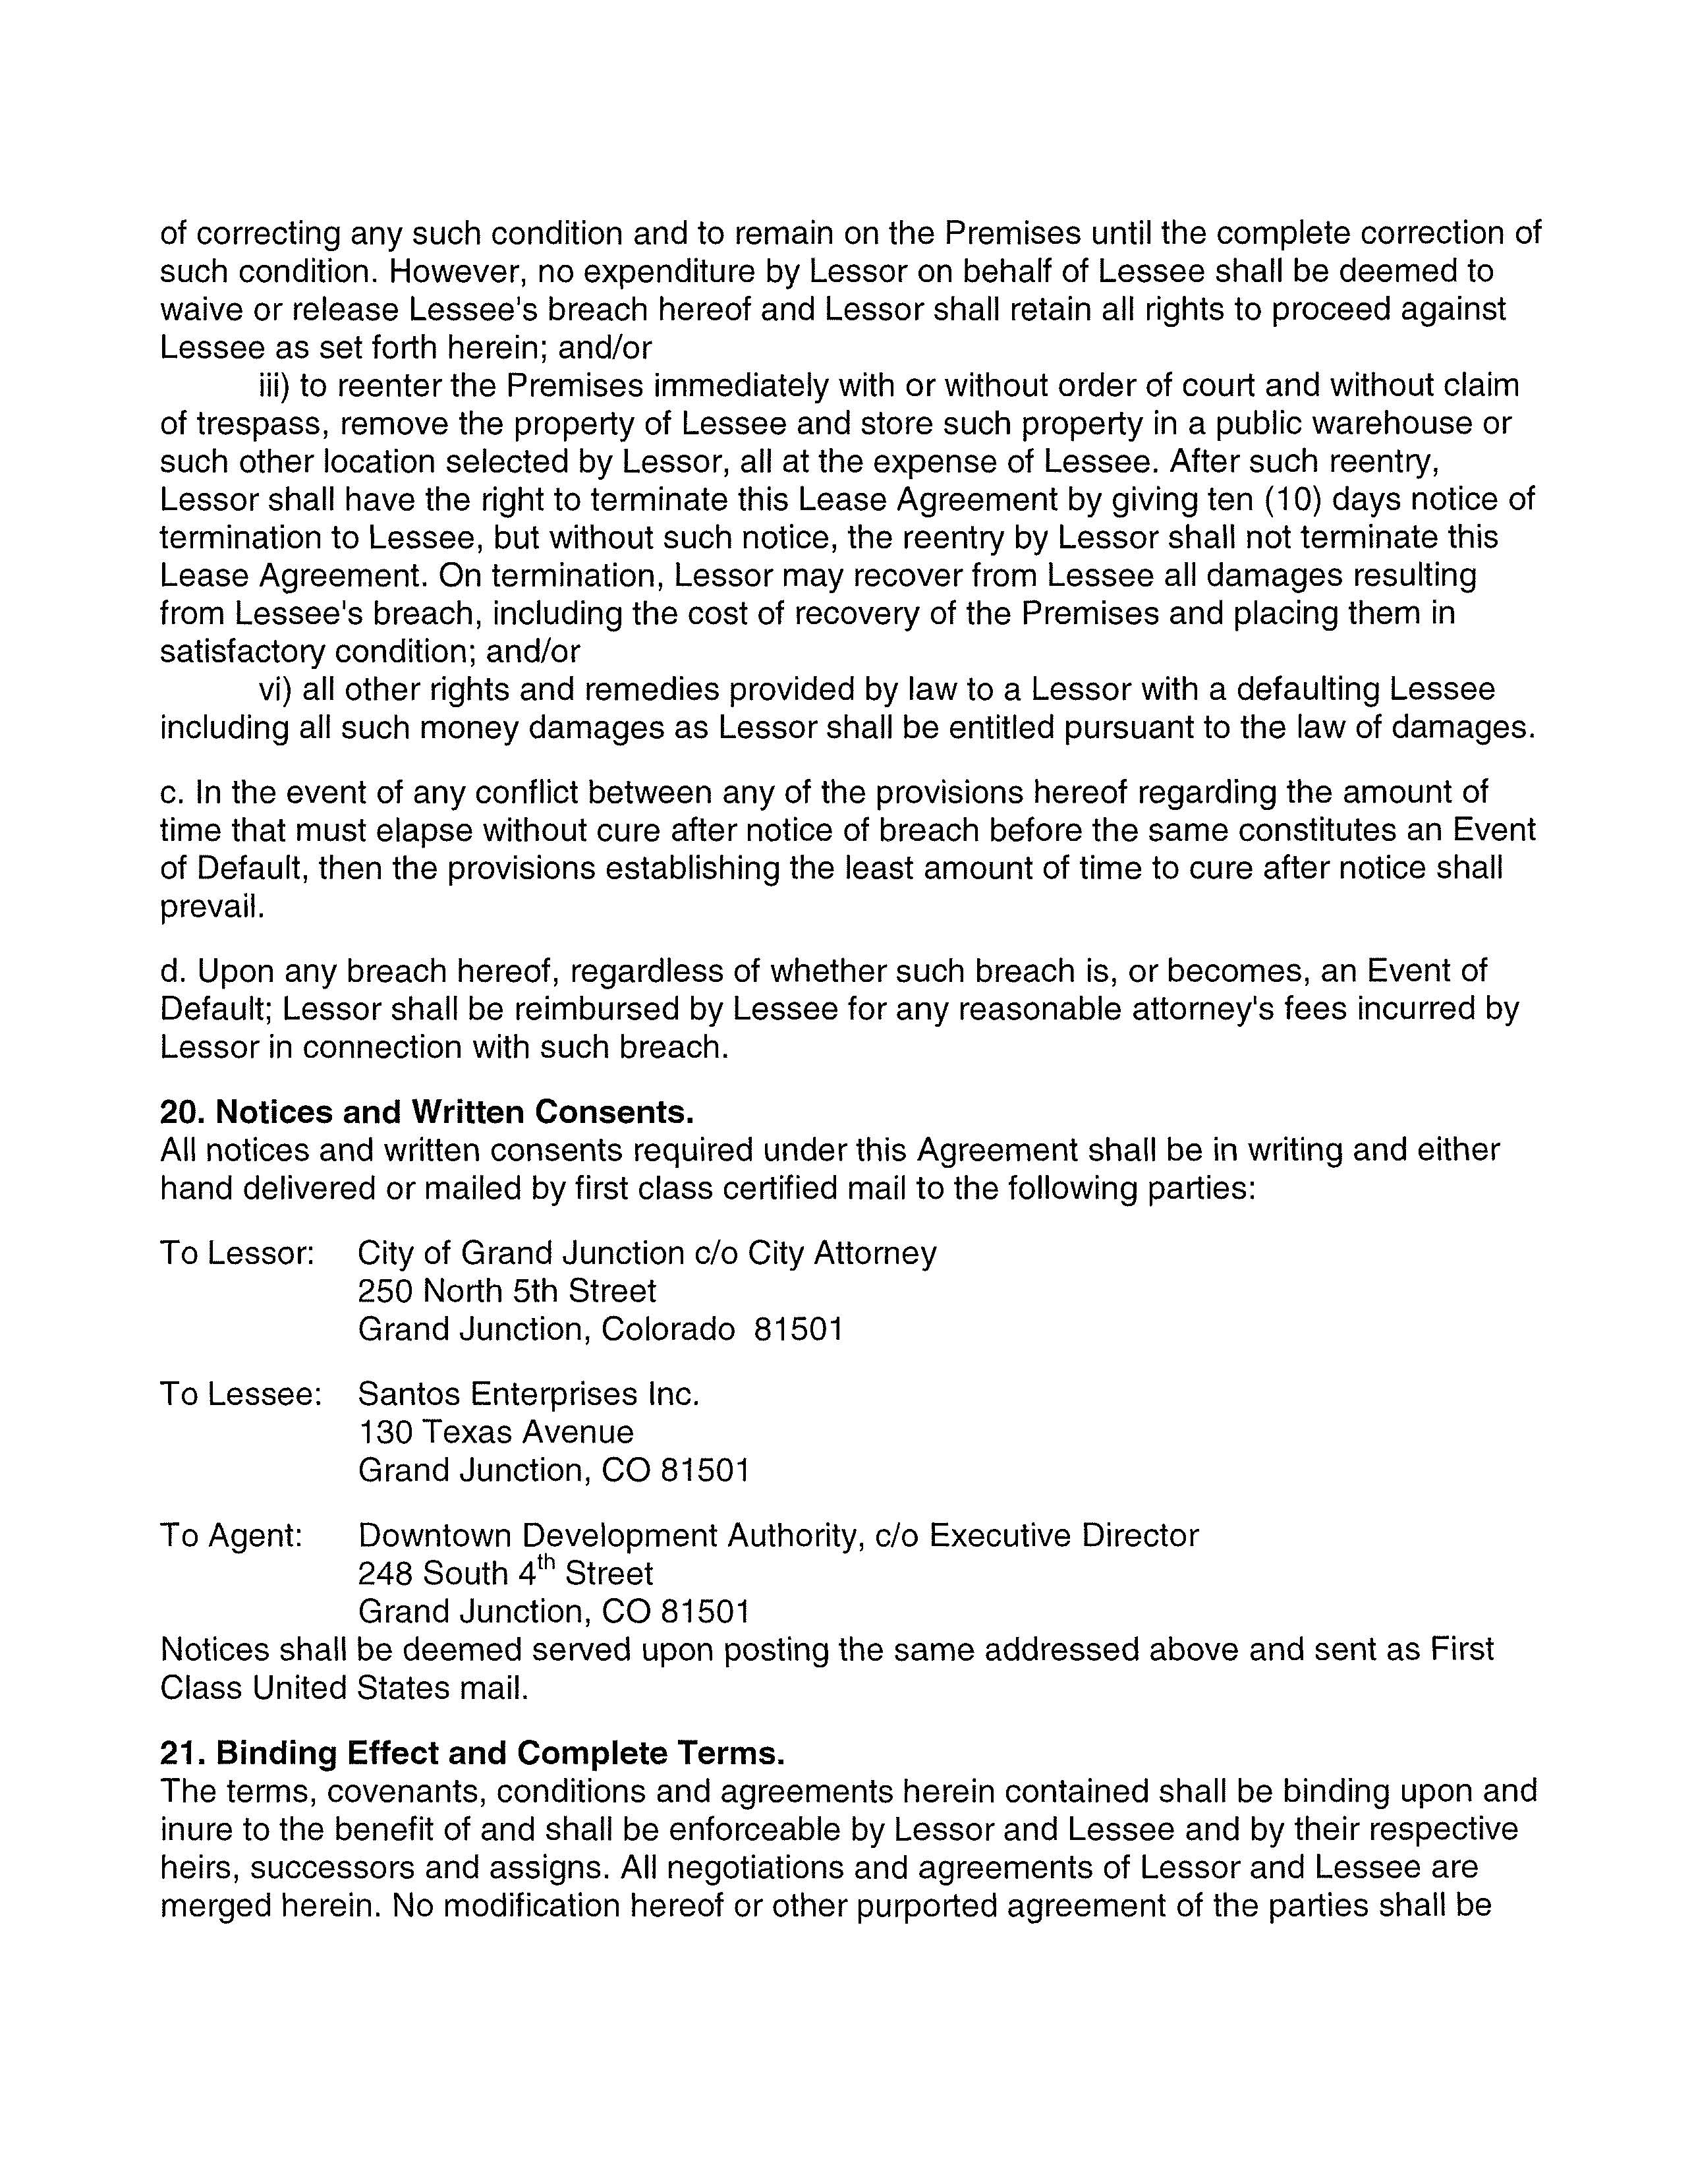 of correcting any such condition and to remain on the Premises until the complete correction of
such condition. However, no expenditure by Lessor on behalf of Lessee shall be deemed to
waive or release Lessee's breach hereof and Lessor shall retain all rights to proceed against
Lessee as set forth herein; and/or
iii) to reenter the Premises immediately with or without order of court and without claim
of trespass, remove the property of Lessee and store such property in a public warehouse or
such other location selected by Lessor, all at the expense of Lessee. After such reentry,
Lessor shall have the right to terminate this Lease Agreement by giving ten (10) days notice of
termination to Lessee, but without such notice, the reentry by Lessor shall not terminate this
Lease Agreement. On termination, Lessor may recover from Lessee all damages resulting
from Lessee's breach, including the cost of recovery of the Premises and placing them in
satisfactory condition; and/or
vi) all other rights and remedies provided by law to a Lessor with a defaulting Lessee
including all such money damages as Lessor shall be entitled pursuant to the law of damages.
c. In the event of any conflict between any of the provisions hereof regarding the amount of
time that must elapse without cure after notice of breach before the same constitutes an Event
of Default, then the provisions establishing the least amount of time to cure after notice shall
prevail.
d. Upon any breach hereof, regardless of whether such breach is, or becomes, an Event of
Default; Lessor shall be reimbursed by Lessee for any reasonable attorney's fees incurred by
Lessor in connection with such breach.
20. Notices and Written Consents.
All notices and written consents required under this Agreement shall be in writing and either
hand delivered or mailed by first class certified mail to the following parties:
To Lessor: City of Grand Junction c/o City Attorney
250 North 5th Street
Grand Junction, Colorado 81501
To Lessee: Santos Enterprises Inc.
130 Texas Avenue
Grand Junction, CO 81501
To Agent: Downtown Development Authority, c/o Executive Director
248 South 4th Street
Grand Junction, CO 81501
Notices shall be deemed served upon posting the same addressed above and sent as First
Class United States mail.
21. Binding Effect and Complete Terms.
The terms, covenants, conditions and agreements herein contained shall be binding upon and
inure to the benefit of and shall be enforceable by Lessor and Lessee and by their respective
heirs, successors and assigns. All negotiations and agreements of Lessor and Lessee are
merged herein. No modification hereof or other purported agreement of the parties shall be